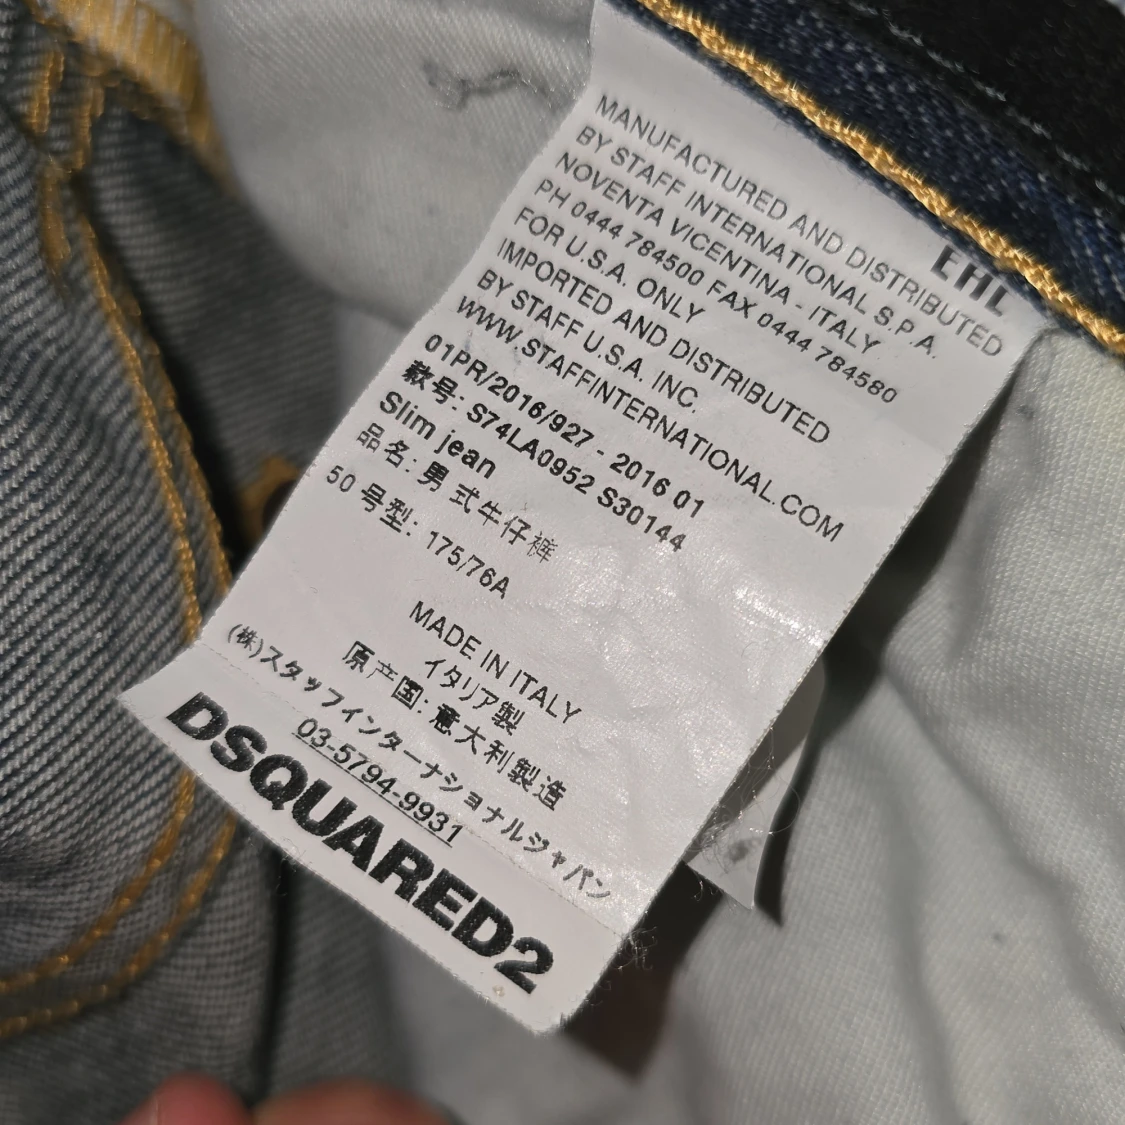 EHL
MANUFACTURED AND DISTRIBUTED
BY STAFF INTERNATIONAL S.P.A.
NOVENTA VICENTINA - ITALY
PH 0444 784500 FAX 0444 784580
FOR U.S.A. ONLY
IMPORTED AND DISTRIBUTED
BY STAFF U.S.A. INC.
WWW.STAFFINTERNATIONAL.COM
01PR/2016/927 - 2016 01
款号: S74LA0952 S30144
Slim jean
品名: 男式牛仔裤
50 号型: 175/76A
MADE IN ITALY
イタリア製
原产国: 意大利製造
(株)スタッフインターナショナルジャパン
03-5794-9931
DSQUARED2